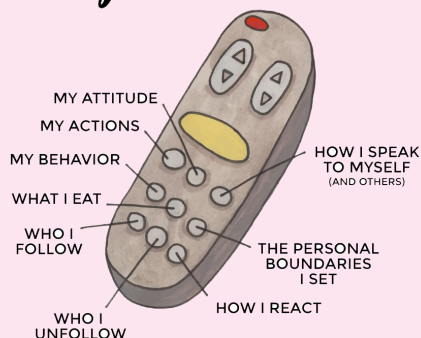 MY ATTITUDE
MY ACTIONS
MY BEHAVIOR
WHAT I EAT
WHO I
FOLLOW
WHO I
UNFOLLOW
HOW I SPEAK
TO MYSELF
(AND OTHERS)
THE PERSONAL
BOUNDARIES
I SET
HOW I REACT